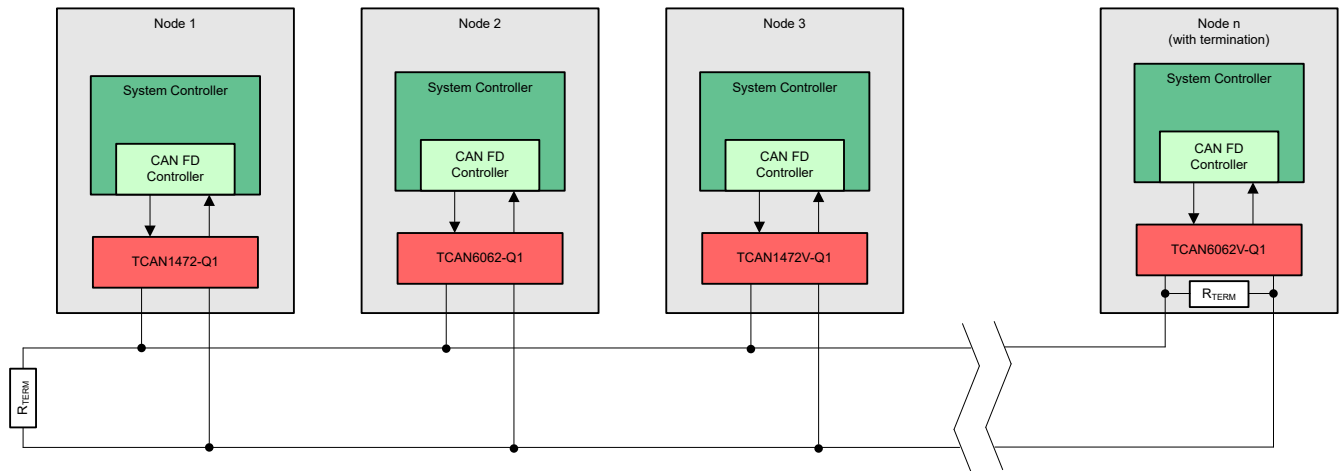 Node 1
System Controller
CAN FD
Controller
TCAN1472-Q1
Node 2
System Controller
CAN FD
Controller
TCAN6062-Q1
Node 3
System Controller
CAN FD
Controller
TCAN1472V-Q1
Node n
(with termination)
System Controller
CAN FD
Controller
TCAN6062V-Q1
RTERM
RTERM